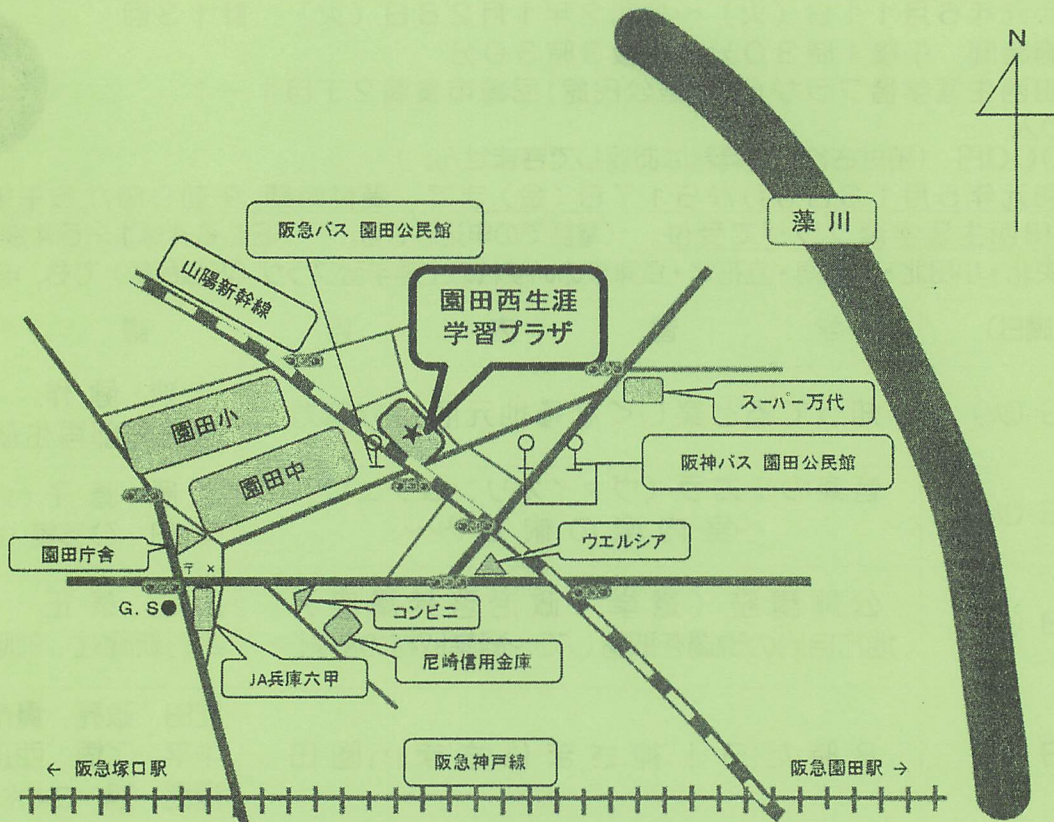 N
藻川
阪急バス 園田公民館
山陽新幹線
園田西生涯
学習プラザ
スーパー万代
園田小
園田中
阪神バス 園田公民館
園田庁舎
ウエルシア
〒 ×
G.S●
コンビニ
尼崎信用金庫
JA兵庫六甲
← 阪急塚口駅
阪急神戸線
阪急園田駅 →